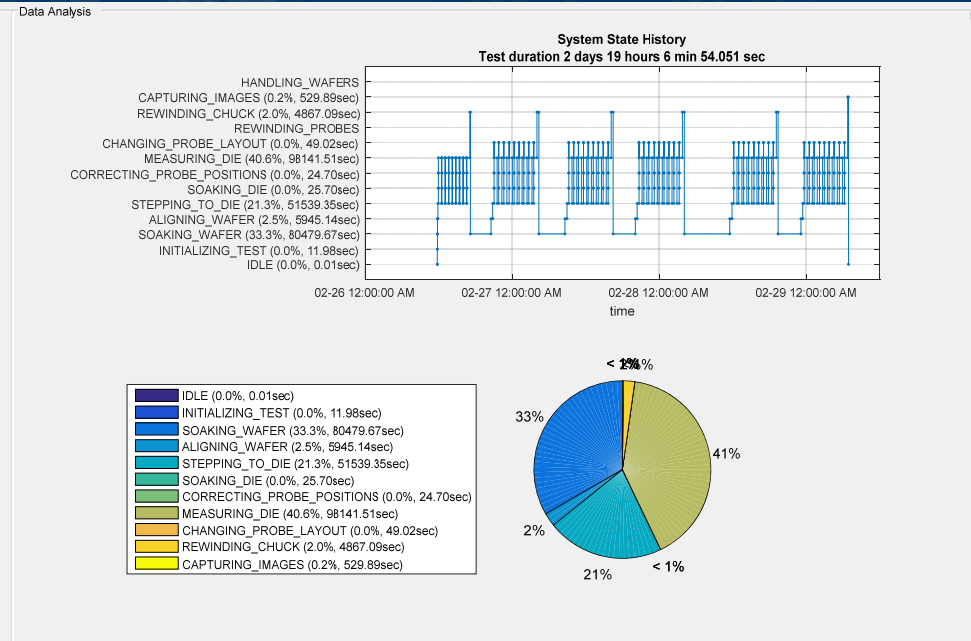 Data Analysis
System State History
Test duration 2 days 19 hours 6 min 54.051 sec
HANDLING_WAFERS
CAPTURING_IMAGES (0.2%, 529.89sec)
REWINDING_CHUCK (2.0%, 4867.09sec)
REWINDING_PROBES
CHANGING_PROBE_LAYOUT (0.0%, 49.02sec)
MEASURING_DIE (40.6%, 98141.51sec)
CORRECTING_PROBE_POSITIONS (0.0%, 24.70sec)
SOAKING_DIE (0.0%, 25.70sec)
STEPPING_TO_DIE (21.3%, 51539.35sec)
ALIGNING_WAFER (2.5%, 5945.14sec)
SOAKING_WAFER (33.3%, 80479.67sec)
INITIALIZING_TEST (0.0%, 11.98sec)
IDLE (0.0%, 0.01sec)
02-26 12:00:00 AM 02-27 12:00:00 AM 02-28 12:00:00 AM 02-29 12:00:00 AM
time
IDLE (0.0%, 0.01sec)
INITIALIZING_TEST (0.0%, 11.98sec)
SOAKING_WAFER (33.3%, 80479.67sec)
ALIGNING_WAFER (2.5%, 5945.14sec)
STEPPING_TO_DIE (21.3%, 51539.35sec)
SOAKING_DIE (0.0%, 25.70sec)
CORRECTING_PROBE_POSITIONS (0.0%, 24.70sec)
MEASURING_DIE (40.6%, 98141.51sec)
CHANGING_PROBE_LAYOUT (0.0%, 49.02sec)
REWINDING_CHUCK (2.0%, 4867.09sec)
CAPTURING_IMAGES (0.2%, 529.89sec)
33%
41%
2%
21%
< 1%